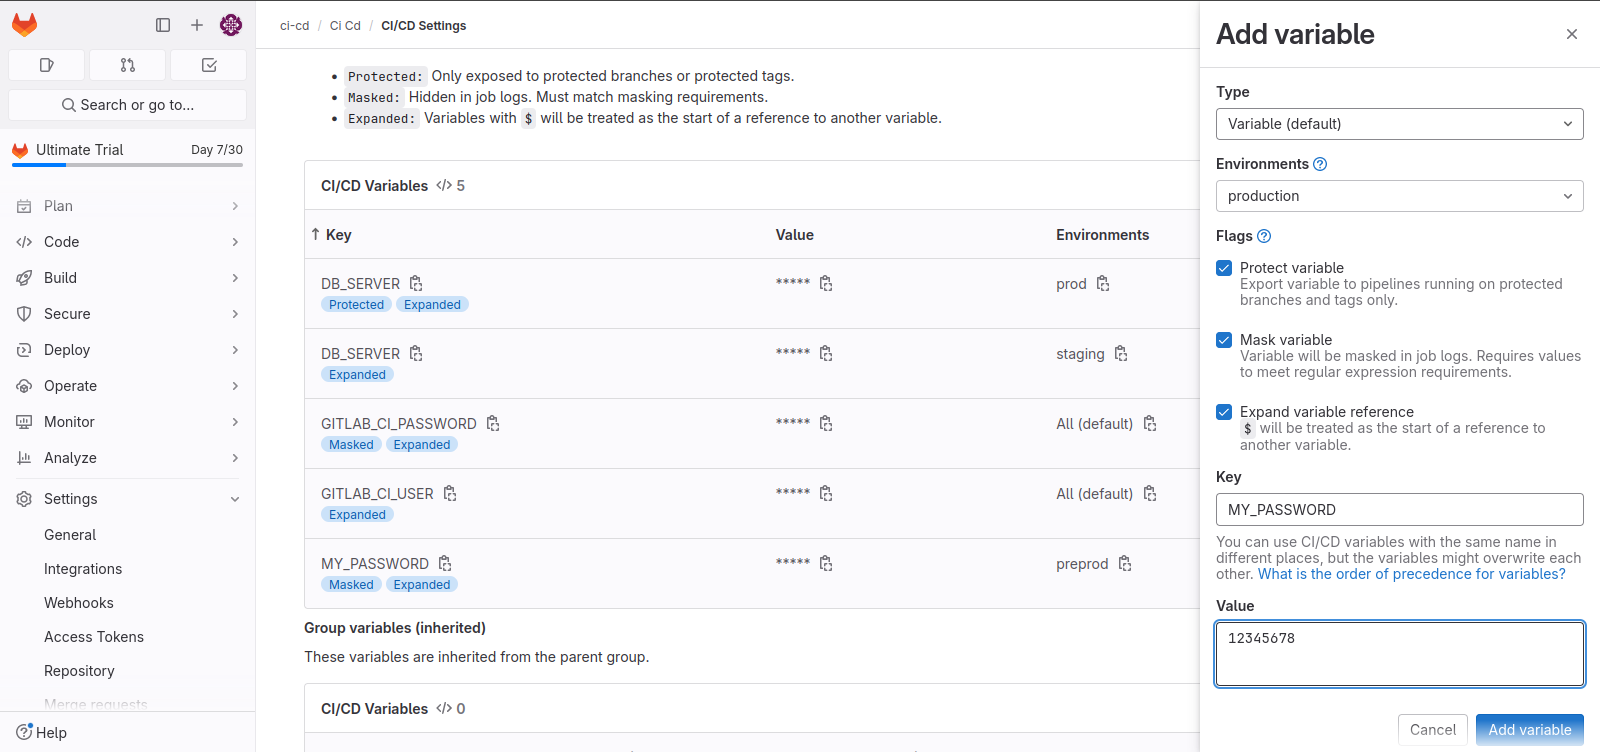 Search or go to...
Ultimate Trial Day 7/30
Plan
Code
Build
Secure
Deploy
Operate
Monitor
Analyze
Settings
General
Integrations
Webhooks
Access Tokens
Repository
Merge requests
Help
ci-cd / Ci Cd / CI/CD Settings
• Protected: Only exposed to protected branches or protected tags.
• Masked: Hidden in job logs. Must match masking requirements.
• Expanded: Variables with $ will be treated as the start of a reference to another variable.
CI/CD Variables </> 5
↑ Key Value Environments
DB_SERVER ***** prod
Protected Expanded
DB_SERVER ***** staging
Expanded
GITLAB_CI_PASSWORD ***** All (default)
Masked Expanded
GITLAB_CI_USER ***** All (default)
Expanded
MY_PASSWORD ***** preprod
Masked Expanded
Group variables (inherited)
These variables are inherited from the parent group.
CI/CD Variables </> 0
Add variable
Type
Variable (default)
Environments
production
Flags
Protect variable
Export variable to pipelines running on protected
branches and tags only.
Mask variable
Variable will be masked in job logs. Requires values
to meet regular expression requirements.
Expand variable reference
$ will be treated as the start of a reference to
another variable.
Key
MY_PASSWORD
You can use CI/CD variables with the same name in
different places, but the variables might overwrite each
other. What is the order of precedence for variables?
Value
12345678
Cancel Add variable